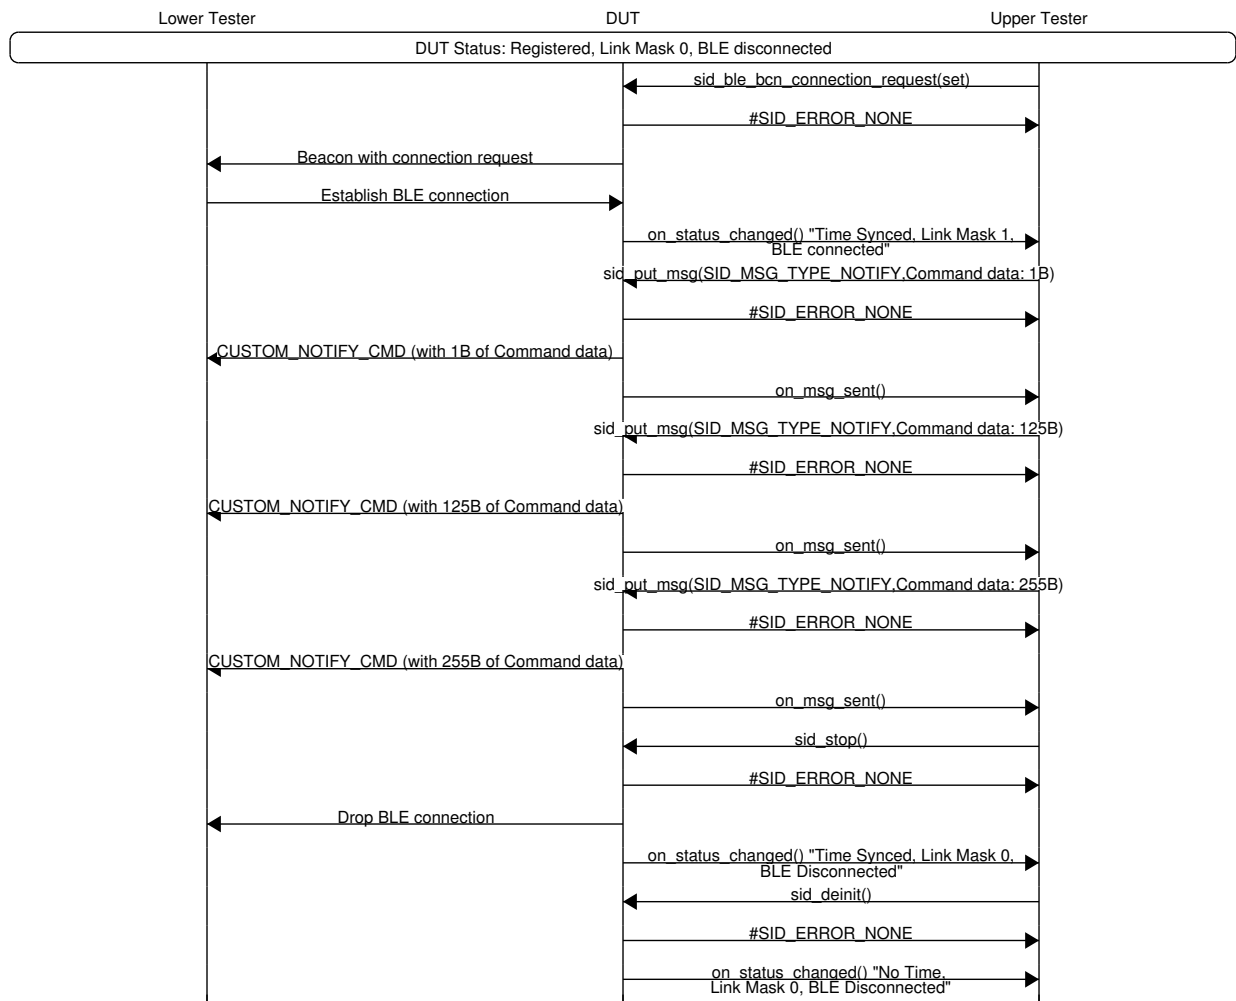 Lower Tester
DUT
Upper Tester
DUT Status: Registered, Link Mask 0, BLE disconnected
sid_ble_bcn_connection_request(set)
#SID_ERROR_NONE
Beacon with connection request
Establish BLE connection
on_status_changed() "Time Synced, Link Mask 1,
BLE connected"
sid_put_msg(SID_MSG_TYPE_NOTIFY,Command data: 1B)
#SID_ERROR_NONE
CUSTOM_NOTIFY_CMD (with 1B of Command data)
on_msg_sent()
sid_put_msg(SID_MSG_TYPE_NOTIFY,Command data: 125B)
#SID_ERROR_NONE
CUSTOM_NOTIFY_CMD (with 125B of Command data)
on_msg_sent()
sid_put_msg(SID_MSG_TYPE_NOTIFY,Command data: 255B)
#SID_ERROR_NONE
CUSTOM_NOTIFY_CMD (with 255B of Command data)
on_msg_sent()
sid_stop()
#SID_ERROR_NONE
Drop BLE connection
on_status_changed() "Time Synced, Link Mask 0,
BLE Disconnected"
sid_deinit()
#SID_ERROR_NONE
on_status_changed() "No Time,
Link Mask 0, BLE Disconnected"